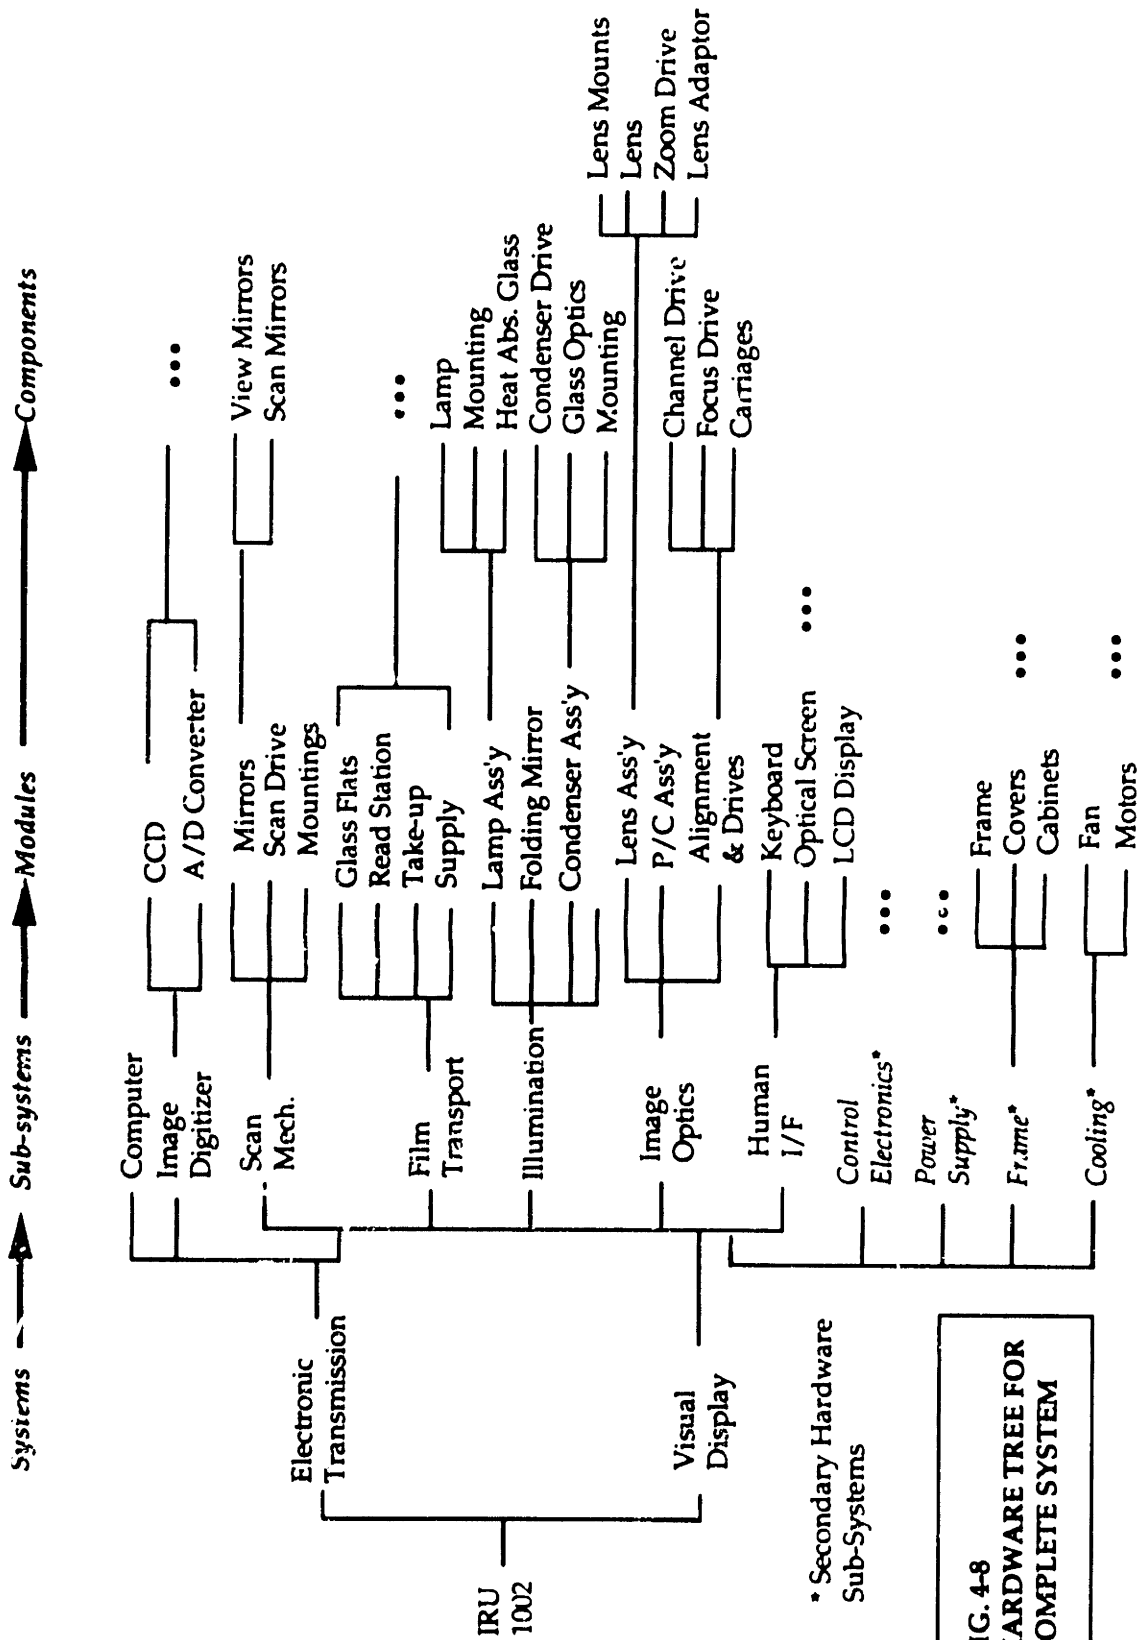 Systems
Sub-systems
Modules
Components
IRU
1002
Electronic
Transmission
Visual
Display
Computer
Image
Digitizer
Scan
Mech.
Film
Transport
Illumination
Image
Optics
Human
I/F
Control
Electronics*
Power
Supply*
Frame*
Cooling*
CCD
A/D Converter
Mirrors
Scan Drive
Mountings
Glass Flats
Read Station
Take-up
Supply
Lamp Ass'y
Folding Mirror
Condenser Ass'y
Lens Ass'y
P/C Ass'y
Alignment
& Drives
Keyboard
Optical Screen
LCD Display
•••
•••
Frame
Covers
Cabinets
Fan
Motors
•••
View Mirrors
Scan Mirrors
•••
Lamp
Mounting
Heat Abs. Glass
Condenser Drive
Glass Optics
Mounting
Lens Mounts
Lens
Zoom Drive
Lens Adaptor
Channel Drive
Focus Drive
Carriages
•••
•••
•••
* Secondary Hardware
Sub-Systems
IG. 4-8
ARDWARE TREE FOR
OMPLETE SYSTEM